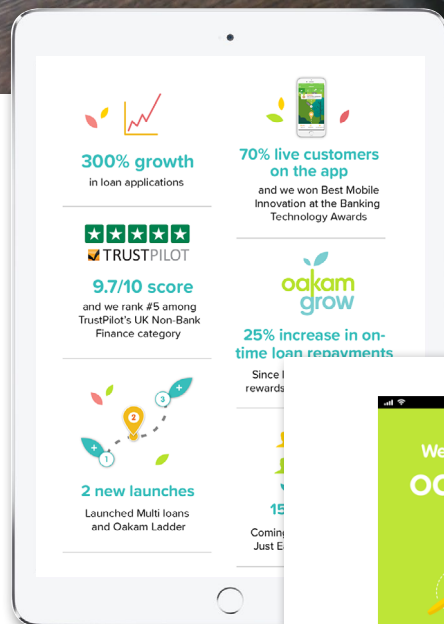 300% growth
in loan applications
70% live customers
on the app
and we won Best Mobile
Innovation at the Banking
Technology Awards
TRUSTPILOT
9.7/10 score
and we rank #5 among
TrustPilot's UK Non-Bank
Finance category
oakam
grow
25% increase in on-
time loan repayments
Since
rewards
+
3
2
+
1
2 new launches
Launched Multi loans
and Oakam Ladder
15
Coming
Just
We